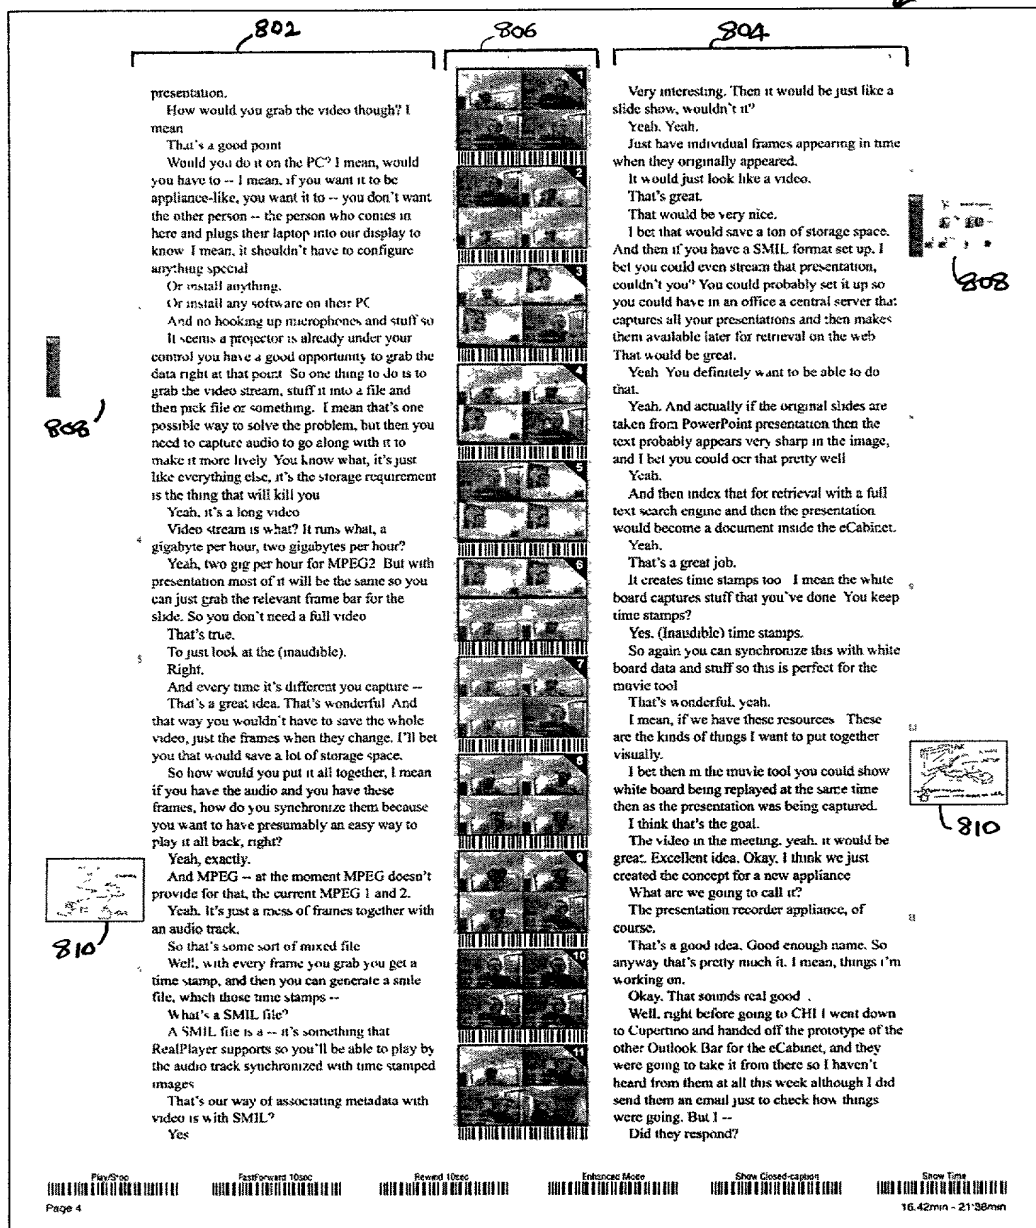 802
806
804
presentation.
How would you grab the video though? I
mean
That's a good point
Would you do it on the PC? I mean, would
you have to -- I mean, if you want it to be
appliance-like, you want it to -- you don't want
the other person -- the person who comes in
here and plugs their laptop into our display to
know I mean, it shouldn't have to configure
anything special
Or install anything.
Or install any software on their PC
And no hooking up microphones and stuff so
It seems a projector is already under your
control you have a good opportunity to grab the
data right at that point So one thing to do is to
grab the video stream, stuff it into a file and
then pick file or something. I mean that's one
possible way to solve the problem, but then you
need to capture audio to go along with it to
make it more lively You know what, it's just
like everything else, it's the storage requirement
is the thing that will kill you
Yeah, it's a long video
Video stream is what? It runs what, a
gigabyte per hour, two gigabytes per hour?
Yeah, two gig per hour for MPEG2 But with
presentation most of it will be the same so you
can just grab the relevant frame bar for the
slide. So you don't need a full video
That's true.
To just look at the (inaudible).
Right.
And every time it's different you capture --
That's a great idea. That's wonderful And
that way you wouldn't have to save the whole
video, just the frames when they change. I'll bet
you that would save a lot of storage space.
So how would you put it all together, I mean
if you have the audio and you have these
frames, how do you synchronize them because
you want to have presumably an easy way to
play it all back, right?
Yeah, exactly.
And MPEG -- at the moment MPEG doesn't
provide for that, the current MPEG 1 and 2.
Yeah. It's just a mess of frames together with
an audio track.
So that's some sort of mixed file
Well, with every frame you grab you get a
time stamp, and then you can generate a smile
file, which those time stamps --
What's a SMIL file?
A SMIL file is a -- it's something that
RealPlayer supports so you'll be able to play by
the audio track synchronized with time stamped
images
That's our way of associating metadata with
video is with SMIL?
Yes
808
4
5
810
1
2
3
4
5
6
7
8
9
10
11
Very interesting. Then it would be just like a
slide show, wouldn't it?
Yeah. Yeah.
Just have individual frames appearing in time
when they originally appeared.
It would just look like a video.
That's great.
That would be very nice.
I bet that would save a ton of storage space.
And then if you have a SMIL format set up, I
bet you could even stream that presentation,
couldn't you? You could probably set it up so
you could have in an office a central server that
captures all your presentations and then makes
them available later for retrieval on the web
That would be great.
Yeah You definitely want to be able to do
that.
Yeah. And actually if the original slides are
taken from PowerPoint presentation then the
text probably appears very sharp in the image,
and I bet you could ocr that pretty well
Yeah.
And then index that for retrieval with a full
text search engine and then the presentation
would become a document inside the eCabinet.
Yeah.
That's a great job.
It creates time stamps too I mean the white
board captures stuff that you've done You keep
time stamps?
Yes. (Inaudible) time stamps.
So again you can synchronize this with white
board data and stuff so this is perfect for the
movie tool
That's wonderful, yeah.
I mean, if we have these resources These
are the kinds of things I want to put together
visually.
I bet then in the movie tool you could show
white board being replayed at the same time
then as the presentation was being captured.
I think that's the goal.
The video in the meeting, yeah, it would be
great. Excellent idea. Okay. I think we just
created the concept for a new appliance
What are we going to call it?
The presentation recorder appliance, of
course.
That's a good idea. Good enough name. So
anyway that's pretty much it. I mean, things I'm
working on.
Okay. That sounds real good .
Well, right before going to CHI I went down
to Cupertino and handed off the prototype of the
other Outlook Bar for the eCabinet, and they
were going to take it from there so I haven't
heard from them at all this week although I did
send them an email just to check how things
were going. But I --
Did they respond?
808
810
Play/Stop
FastForward 10sec
Rewind 10sec
Enhanced Mode
Show Closed-caption
Show Time
Page 4
16.42min - 21:38min